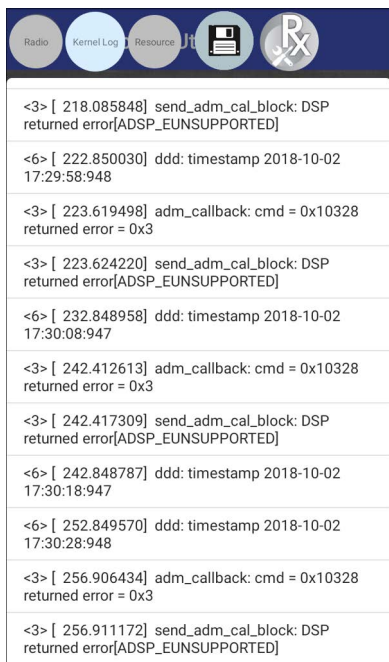 Radio
Kernel Log
Resource
Ut
Rx
<3> [ 218.085848] send_adm_cal_block: DSP
returned error[ADSP_EUNSUPPORTED]
<6> [ 222.850030] ddd: timestamp 2018-10-02
17:29:58:948
<3> [ 223.619498] adm_callback: cmd = 0x10328
returned error = 0x3
<3> [ 223.624220] send_adm_cal_block: DSP
returned error[ADSP_EUNSUPPORTED]
<6> [ 232.848958] ddd: timestamp 2018-10-02
17:30:08:947
<3> [ 242.412613] adm_callback: cmd = 0x10328
returned error = 0x3
<3> [ 242.417309] send_adm_cal_block: DSP
returned error[ADSP_EUNSUPPORTED]
<6> [ 242.848787] ddd: timestamp 2018-10-02
17:30:18:947
<6> [ 252.849570] ddd: timestamp 2018-10-02
17:30:28:948
<3> [ 256.906434] adm_callback: cmd = 0x10328
returned error = 0x3
<3> [ 256.911172] send_adm_cal_block: DSP
returned error[ADSP_EUNSUPPORTED]